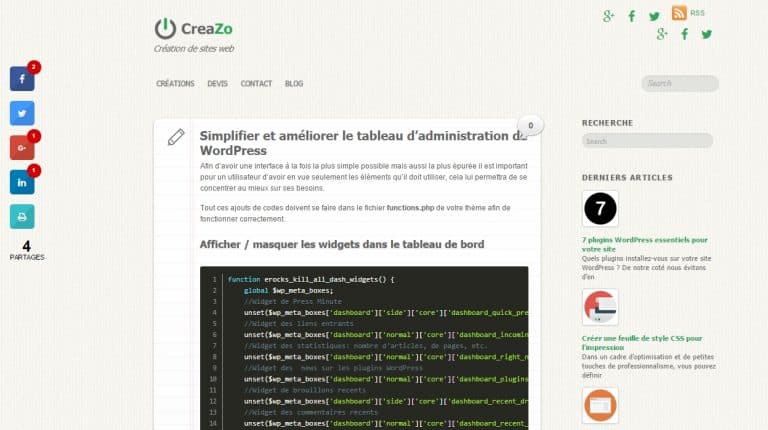 CreaZo
Création de sites web
RSS
CRÉATIONS DEVIS CONTACT BLOG
Search
2
1
1
4
PARTAGES
0
Simplifier et améliorer le tableau d'administration de
WordPress
Afin d'avoir une interface à la fois la plus simple possible mais aussi la plus épurée il est important
pour un utilisateur d'avoir en vue seulement les éléments qu'il doit utiliser, cela lui permettra de se
concentrer au mieux sur ses besoins.
Tout ces ajouts de codes doivent se faire dans le fichier functions.php de votre thème afin de
fonctionner correctement.
Afficher / masquer les widgets dans le tableau de bord
1 function erocks_kill_all_dash_widgets() {
2 global $wp_meta_boxes;
3 //Widget de Press Minute
4 unset($wp_meta_boxes['dashboard']['side']['core']['dashboard_quick_pre
5 //Widget des liens entrants
6 unset($wp_meta_boxes['dashboard']['normal']['core']['dashboard_incomin
7 //Widget des statistiques: nombre d'articles, de pages, etc.
8 unset($wp_meta_boxes['dashboard']['normal']['core']['dashboard_right_n
9 //Widget des news sur les plugins WordPress
10 unset($wp_meta_boxes['dashboard']['normal']['core']['dashboard_plugins
11 //Widget de brouillons recents
12 unset($wp_meta_boxes['dashboard']['side']['core']['dashboard_recent_dr
13 //Widget des commentaires recents
14 unset($wp_meta_boxes['dashboard']['normal']['core']['dashboard_recent_
RECHERCHE
Search
DERNIERS ARTICLES
7
7 plugins WordPress essentiels pour
votre site
Quels plugins installez-vous sur votre site
WordPress ? De notre coté nous évitons
d'en
Créer une feuille de style CSS pour
l'impression
Dans un cadre d'optimisation et de petites
touches de professionnalisme, vous pouvez
définir